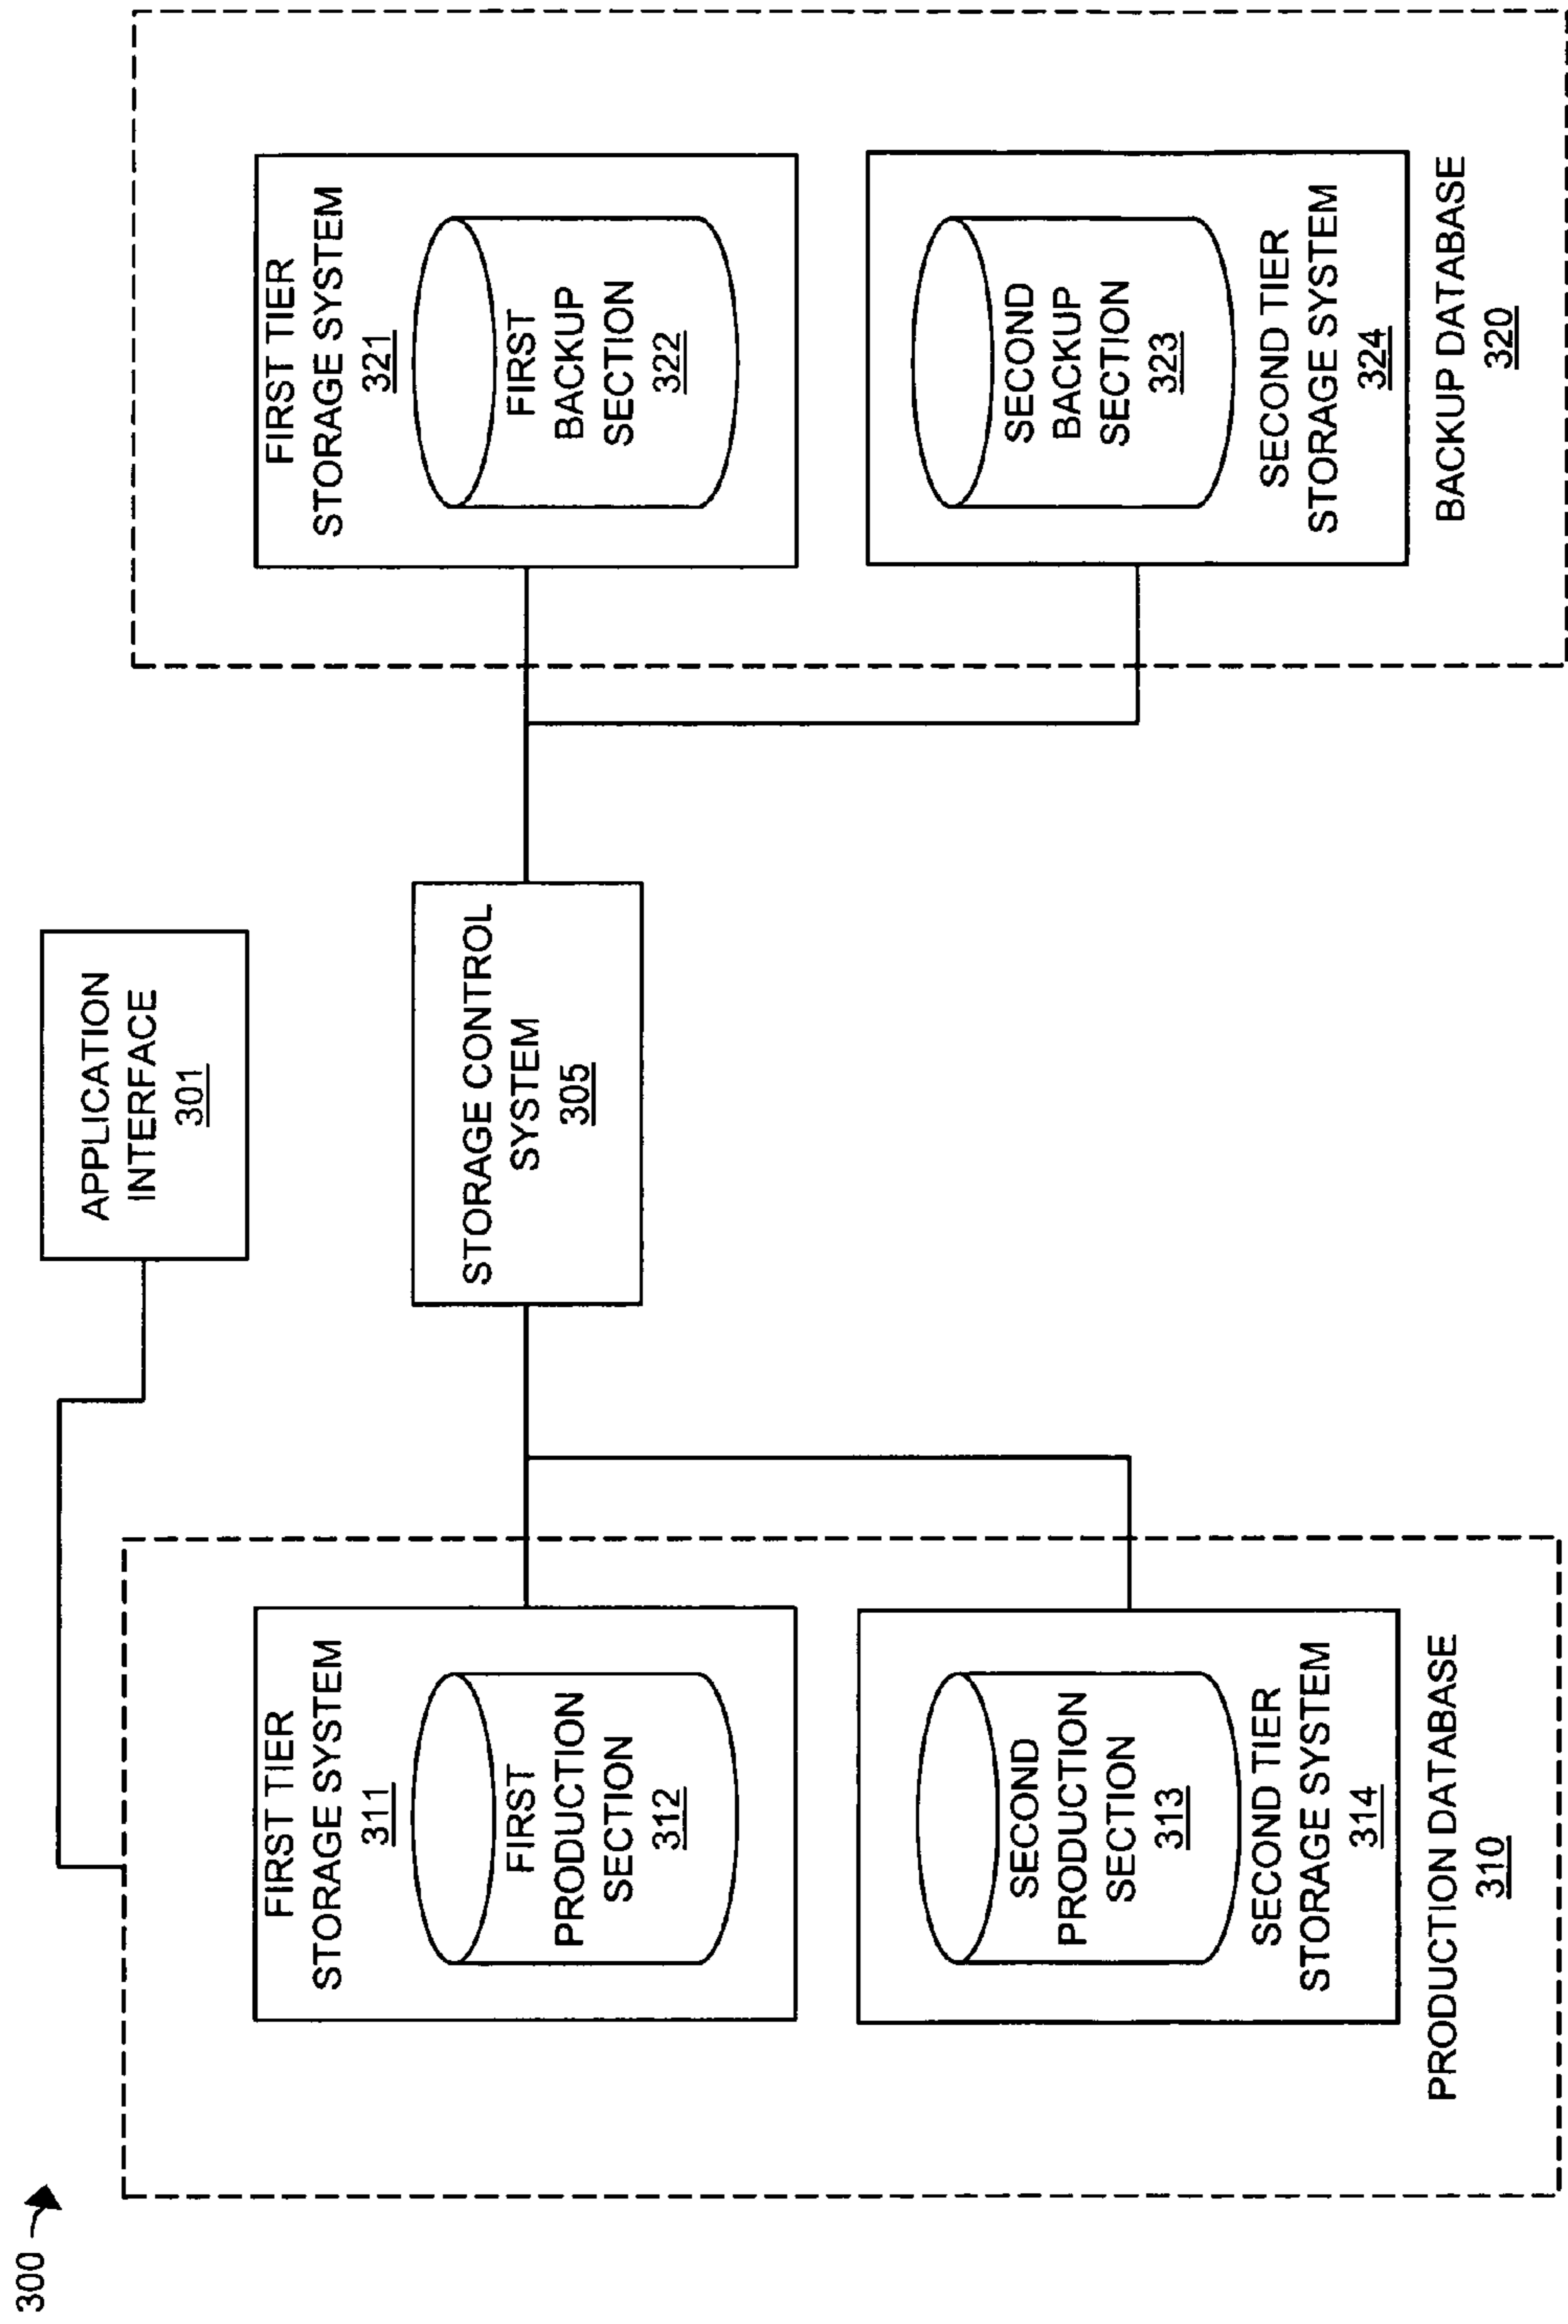 300
APPLICATION
INTERFACE
301
FIRST TIER
STORAGE SYSTEM
311
FIRST
PRODUCTION
SECTION
312
SECOND
PRODUCTION
SECTION
313
SECOND TIER
STORAGE SYSTEM
314
PRODUCTION DATABASE
310
STORAGE CONTROL
SYSTEM
305
FIRST TIER
STORAGE SYSTEM
321
FIRST
BACKUP
SECTION
322
SECOND
BACKUP
SECTION
323
SECOND TIER
STORAGE SYSTEM
324
BACKUP DATABASE
320